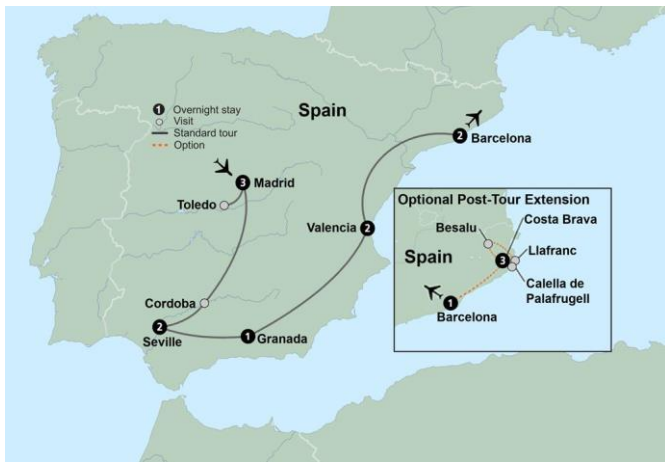 Spain
1 Overnight stay
Visit
Standard tour
Option
2 Barcelona
3 Madrid
Toledo
Valencia 2
Cordoba
2
Seville
1 Granada
Optional Post-Tour Extension
Costa Brava
Besalu
Llafranc
Spain
3
Calella de
Palafrugell
1
Barcelona